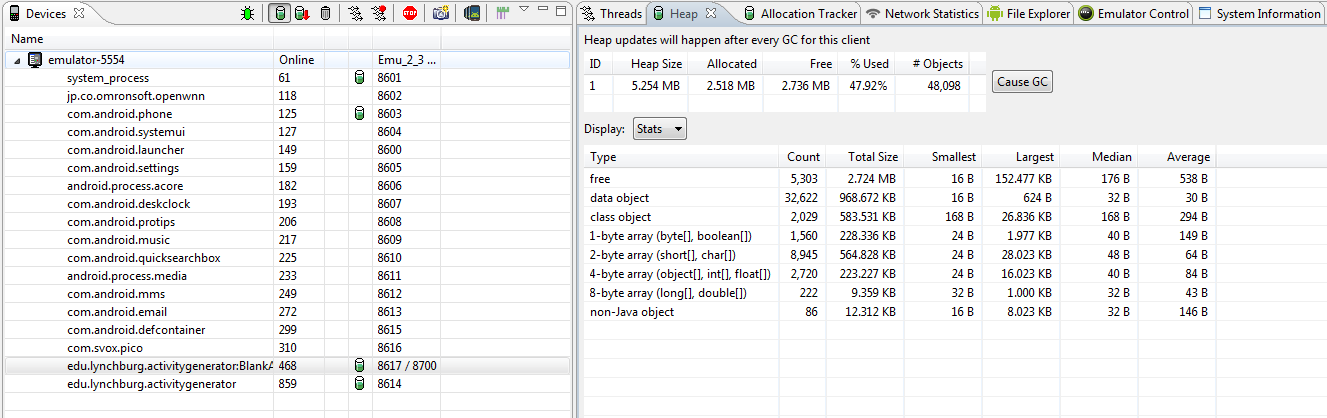 Devices
Name
emulator-5554 Online Emu_2_3 ...
system_process 61 8601
jp.co.omronsoft.openwnn 118 8602
com.android.phone 125 8603
com.android.systemui 127 8604
com.android.launcher 149 8600
com.android.settings 159 8605
android.process.acore 182 8606
com.android.deskclock 193 8607
com.android.protips 206 8608
com.android.music 217 8609
com.android.quicksearchbox 225 8610
android.process.media 233 8611
com.android.mms 249 8612
com.android.email 272 8613
com.android.defcontainer 299 8615
com.svox.pico 310 8616
edu.lynchburg.activitygenerator:BlankA 468 8617 / 8700
edu.lynchburg.activitygenerator 859 8614
Threads Heap Allocation Tracker Network Statistics File Explorer Emulator Control System Information
Heap updates will happen after every GC for this client
ID Heap Size Allocated Free % Used # Objects
1 5.254 MB 2.518 MB 2.736 MB 47.92% 48,098
Cause GC
Display: Stats
Type Count Total Size Smallest Largest Median Average
free 5,303 2.724 MB 16 B 152.477 KB 176 B 538 B
data object 32,622 968.672 KB 16 B 624 B 32 B 30 B
class object 2,029 583.531 KB 168 B 26.836 KB 168 B 294 B
1-byte array (byte[], boolean[]) 1,560 228.336 KB 24 B 1.977 KB 40 B 149 B
2-byte array (short[], char[]) 8,945 564.828 KB 24 B 28.023 KB 48 B 64 B
4-byte array (object[], int[], float[]) 2,720 223.227 KB 24 B 16.023 KB 40 B 84 B
8-byte array (long[], double[]) 222 9.359 KB 32 B 1.000 KB 32 B 43 B
non-Java object 86 12.312 KB 16 B 8.023 KB 32 B 146 B